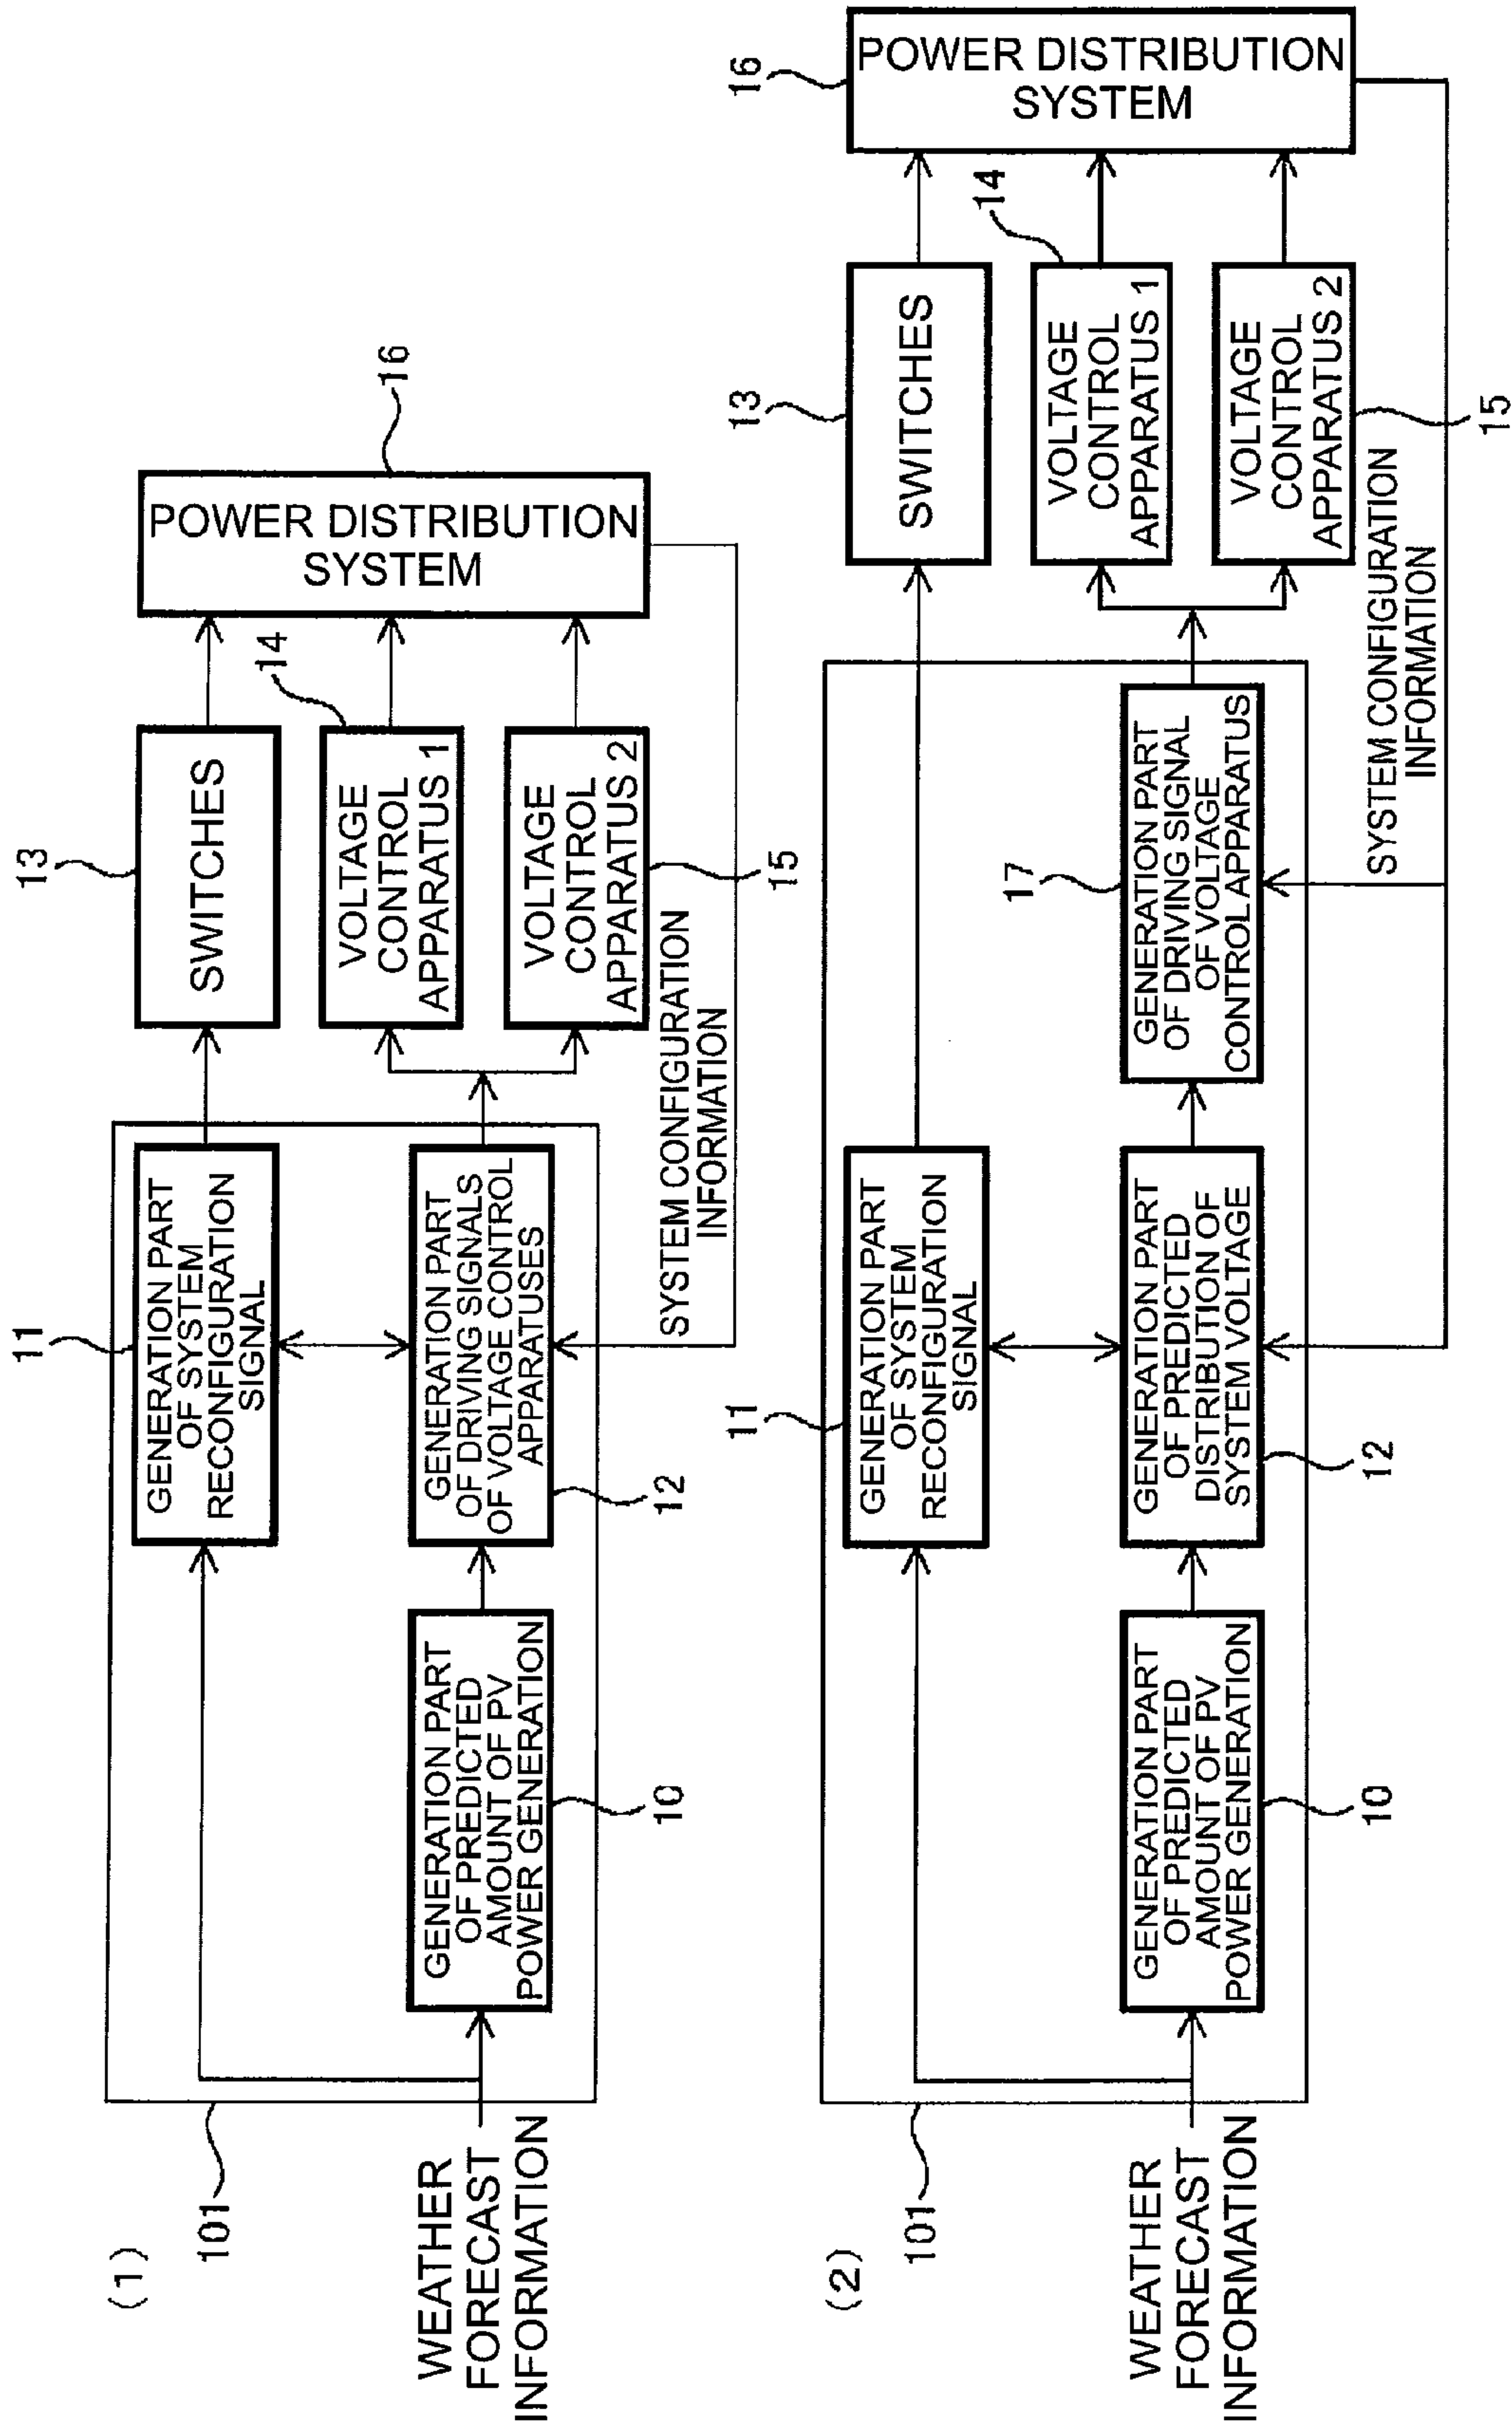 (1)
101
WEATHER
FORECAST
INFORMATION
11
GENERATION PART
OF SYSTEM
RECONFIGURATION
SIGNAL
GENERATION PART
OF PREDICTED
AMOUNT OF PV
POWER GENERATION
10
GENERATION PART
OF DRIVING SIGNALS
OF VOLTAGE CONTROL
APPARATUSES
12
13
SWITCHES
14
VOLTAGE
CONTROL
APPARATUS 1
VOLTAGE
CONTROL
APPARATUS 2
15
16
POWER DISTRIBUTION
SYSTEM
SYSTEM CONFIGURATION
INFORMATION
(2)
101
WEATHER
FORECAST
INFORMATION
11
GENERATION PART
OF SYSTEM
RECONFIGURATION
SIGNAL
GENERATION PART
OF PREDICTED
AMOUNT OF PV
POWER GENERATION
10
GENERATION PART
OF PREDICTED
DISTRIBUTION OF
SYSTEM VOLTAGE
12
17
GENERATION PART
OF DRIVING SIGNAL
OF VOLTAGE
CONTROL APPARATUS
13
SWITCHES
14
VOLTAGE
CONTROL
APPARATUS 1
VOLTAGE
CONTROL
APPARATUS 2
15
16
POWER DISTRIBUTION
SYSTEM
SYSTEM CONFIGURATION
INFORMATION